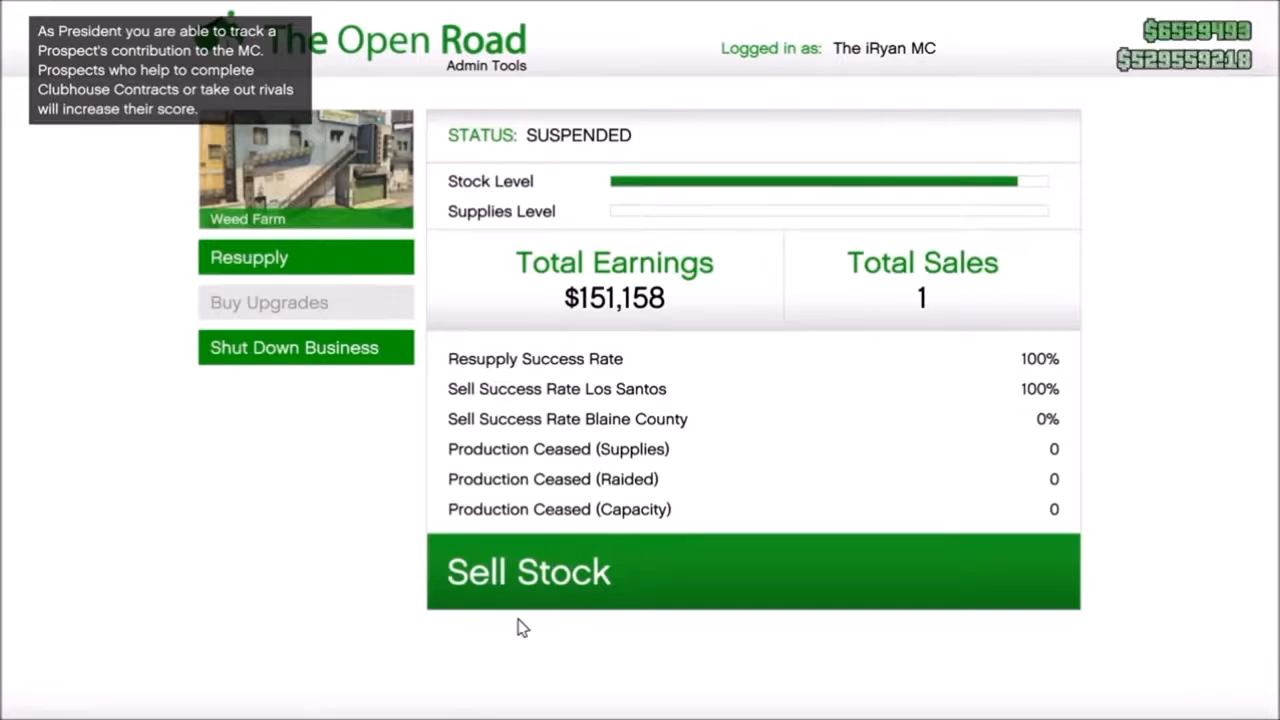 As President you are able to track a
Prospect's contribution to the MC.
Prospects who help to complete
Clubhouse Contracts or take out rivals
will increase their score.
The Open Road
Admin Tools
Logged in as: The iRyan MC
$6539493
$529559218
Weed Farm
Resupply
Buy Upgrades
Shut Down Business
STATUS: SUSPENDED
Stock Level
Supplies Level
Total Earnings
$151,158
Total Sales
1
Resupply Success Rate 100%
Sell Success Rate Los Santos 100%
Sell Success Rate Blaine County 0%
Production Ceased (Supplies) 0
Production Ceased (Raided) 0
Production Ceased (Capacity) 0
Sell Stock